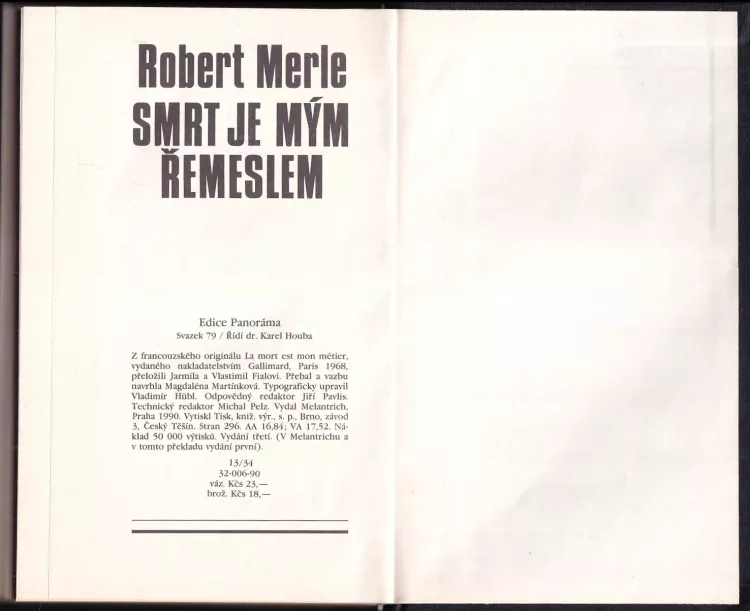 Robert Merle
SMRT JE MÝM
ŘEMESLEM
Edice Panoráma
Svazek 79 / Řídí dr. Karel Houba
Z francouzského originálu La mort est mon métier,
vydaného nakladatelstvím Gallimard, Paris 1968,
přeložili Jarmila a Vlastimil Fialovi. Přebal a vazbu
navrhla Magdaléna Martínková. Typograficky upravil
Vladimír Hübl. Odpovědný redaktor Jiří Pavlis.
Technický redaktor Michal Pelz. Vydal Melantrich,
Praha 1990. Vytiskl Tisk, kniž. výr., s. p., Brno, závod
3, Český Těšín. Stran 296. AA 16,84; VA 17,52. Ná-
klad 50 000 výtisků. Vydání třetí. (V Melantrichu a
v tomto překladu vydání první).
13/34
32-006-90
váz. Kčs 23,—
brož. Kčs 18,—